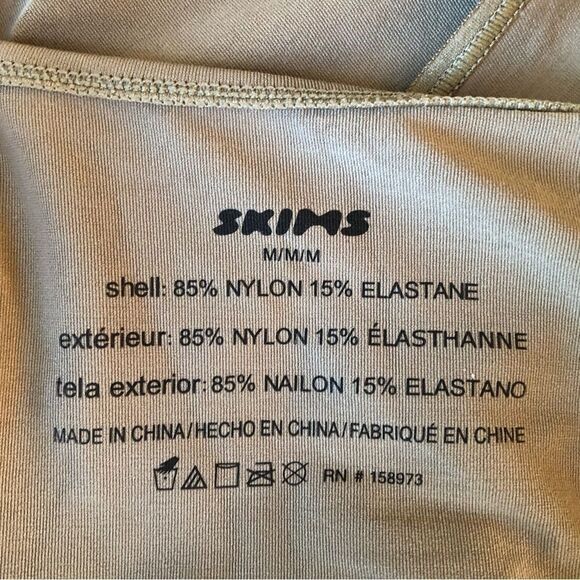 SKIMS
M/M/M
shell: 85% NYLON 15% ELASTANE
extérieur: 85% NYLON 15% ÉLASTHANNE
tela exterior: 85% NAILON 15% ELASTANO
MADE IN CHINA/HECHO EN CHINA/FABRIQUÉ EN CHINE
RN # 158973